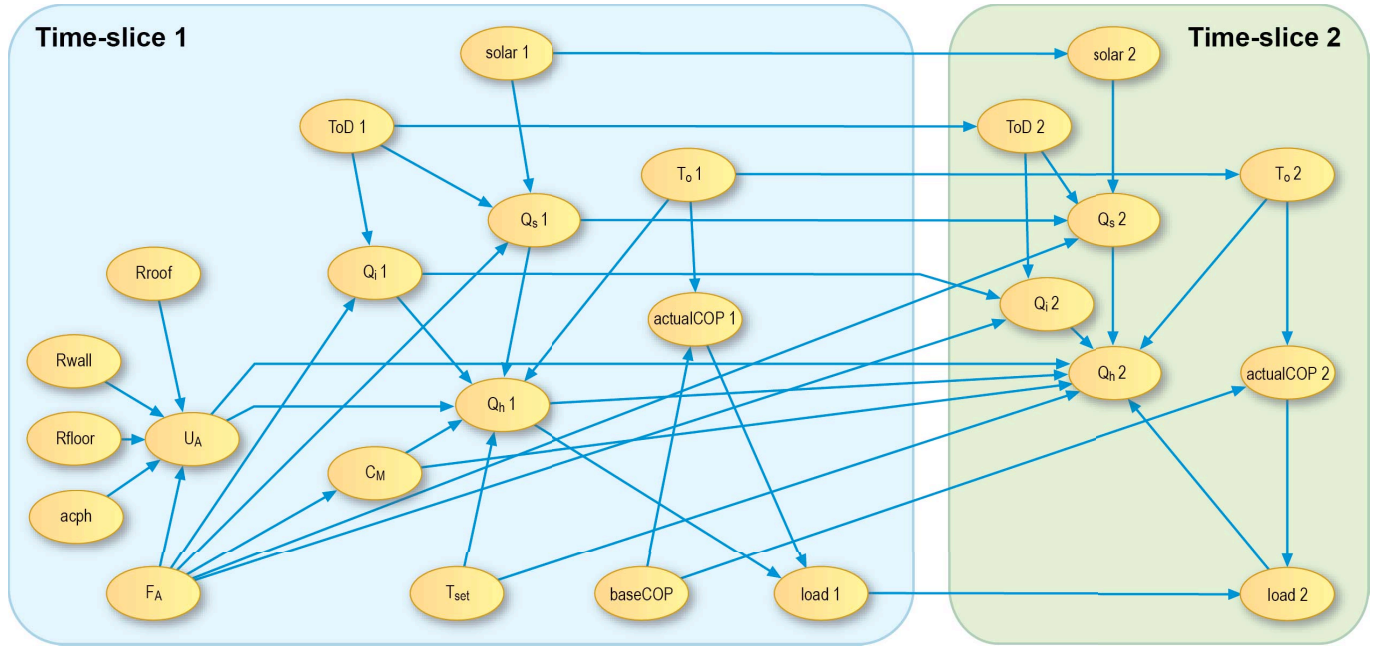 Time-slice 1
Time-slice 2
solar 1
solar 2
ToD 1
ToD 2
To 1
To 2
Qs 1
Qs 2
Rroof
Qi 1
Qi 2
actualCOP 1
Rwall
Qh 1
Qh 2
actualCOP 2
Rfloor
UA
CM
acph
FA
Tset
baseCOP
load 1
load 2